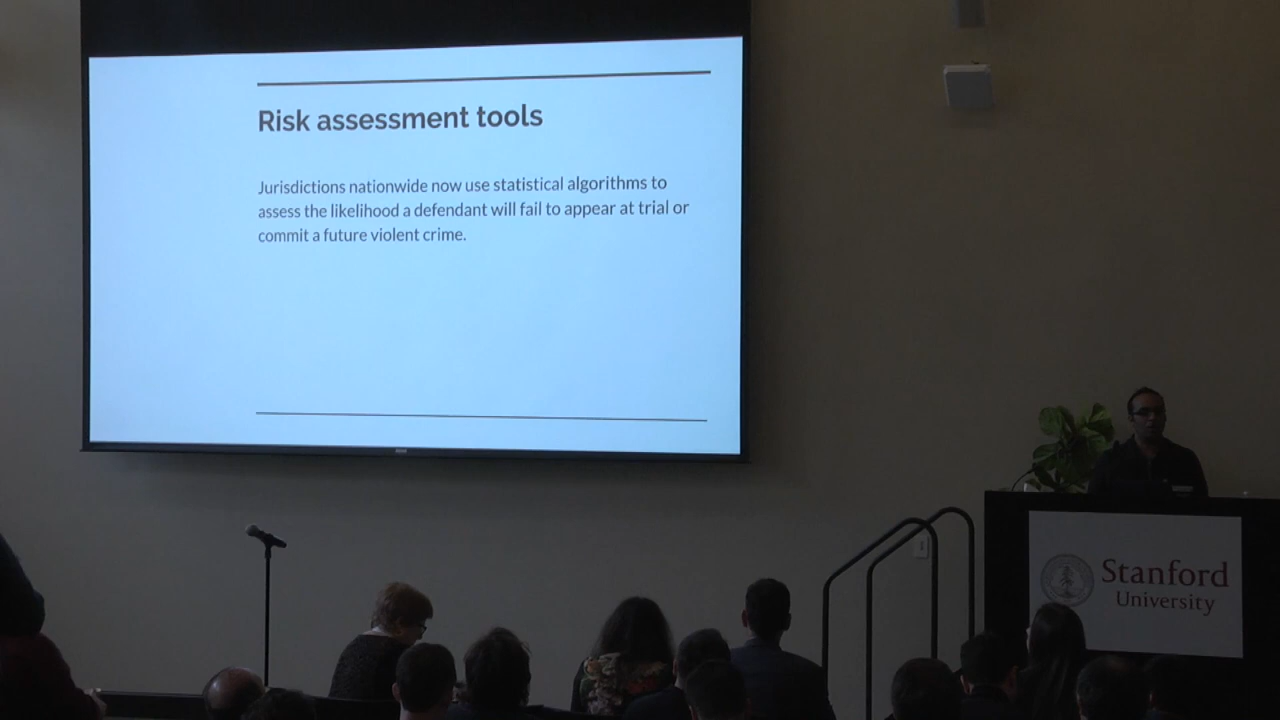 Risk assessment tools
Jurisdictions nationwide now use statistical algorithms to
assess the likelihood a defendant will fail to appear at trial or
commit a future violent crime.
Stanford
University